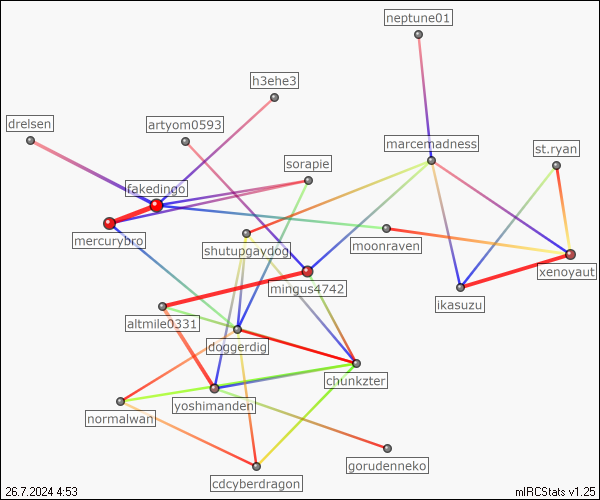 neptune01
h3ehe3
drelsen
artyom0593
marcemadness
st.ryan
sorapie
fakedingo
mercurybro
shutupgaydog
moonraven
xenoyaut
mingus4742
ikasuzu
altmile0331
doggerdig
chunkzter
yoshimanden
normalwan
gorudenneko
cdcyberdragon
26.7.2024 4:53
mIRCStats v1.25